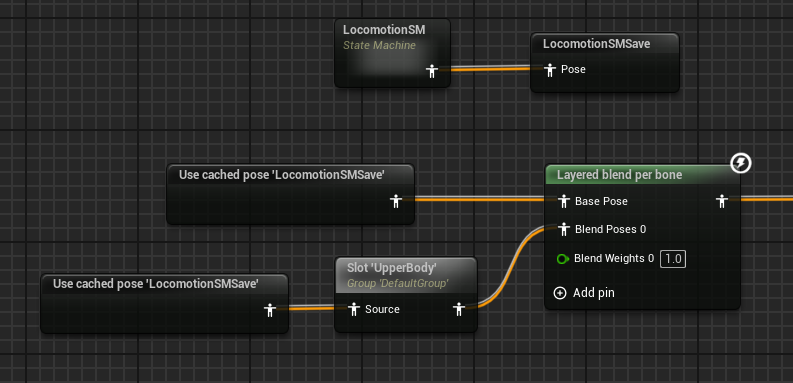 LocomotionSM
State Machine
LocomotionSMSave
Pose
Use cached pose 'LocomotionSMSave'
Layered blend per bone
Base Pose
Blend Poses 0
Blend Weights 0 1.0
Add pin
Use cached pose 'LocomotionSMSave'
Slot 'UpperBody'
Group 'DefaultGroup'
Source